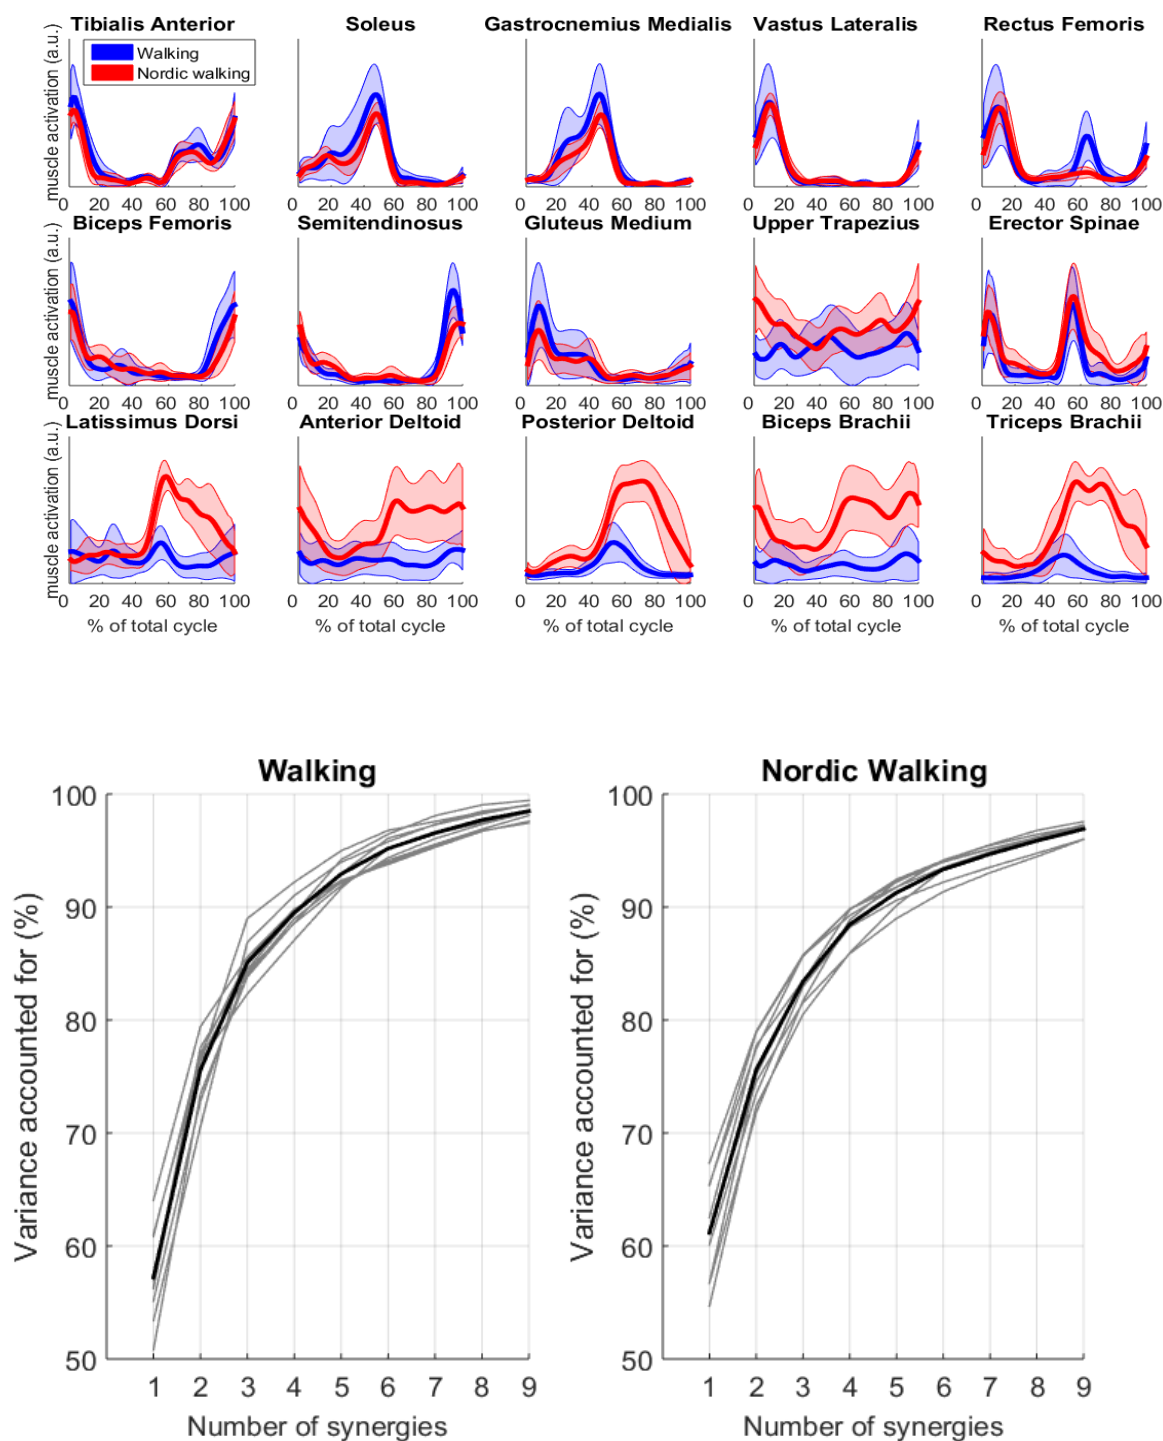 Tibialis Anterior Soleus Gastrocnemius Medialis Vastus Lateralis Rectus Femoris
muscle activation (a.u.)
Walking
Nordic walking
0 20 40 60 80 100 0 20 40 60 80 100 0 20 40 60 80 100 0 20 40 60 80 100 0 20 40 60 80 100
Biceps Femoris Semitendinosus Gluteus Medium Upper Trapezius Erector Spinae
muscle activation (a.u.)
0 20 40 60 80 100 0 20 40 60 80 100 0 20 40 60 80 100 0 20 40 60 80 100 0 20 40 60 80 100
Latissimus Dorsi Anterior Deltoid Posterior Deltoid Biceps Brachii Triceps Brachii
muscle activation (a.u.)
0 20 40 60 80 100 0 20 40 60 80 100 0 20 40 60 80 100 0 20 40 60 80 100 0 20 40 60 80 100
% of total cycle % of total cycle % of total cycle % of total cycle % of total cycle
Walking
Variance accounted for (%)
100
90
80
70
60
50
1 2 3 4 5 6 7 8 9
Number of synergies
Nordic Walking
Variance accounted for (%)
100
90
80
70
60
50
1 2 3 4 5 6 7 8 9
Number of synergies